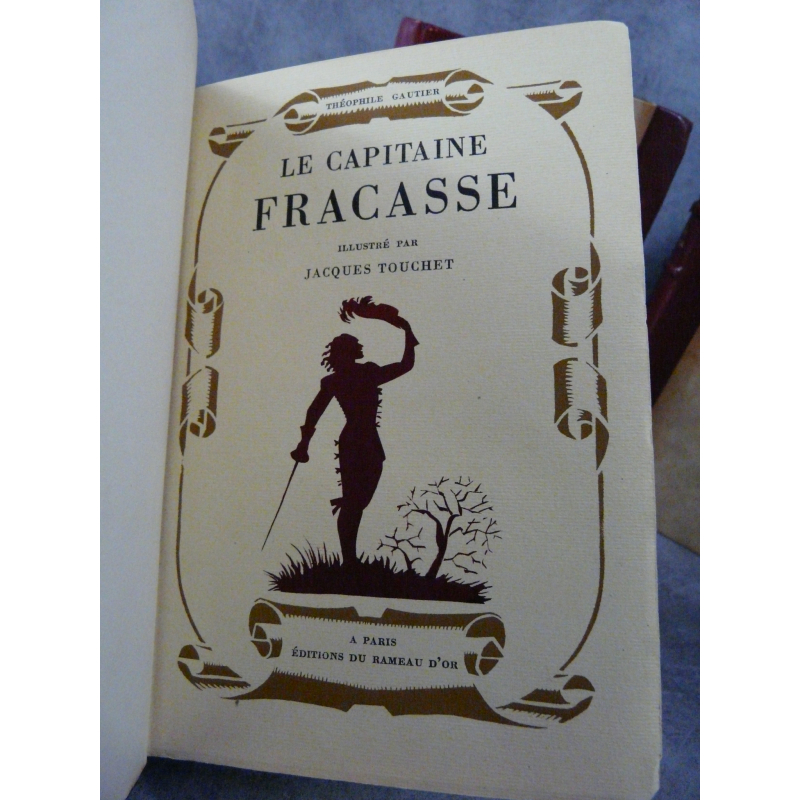 THÉOPHILE GAUTIER
LE CAPITAINE
FRACASSE
ILLUSTRÉ PAR
JACQUES TOUCHET
A PARIS
ÉDITIONS DU RAMEAU D'OR